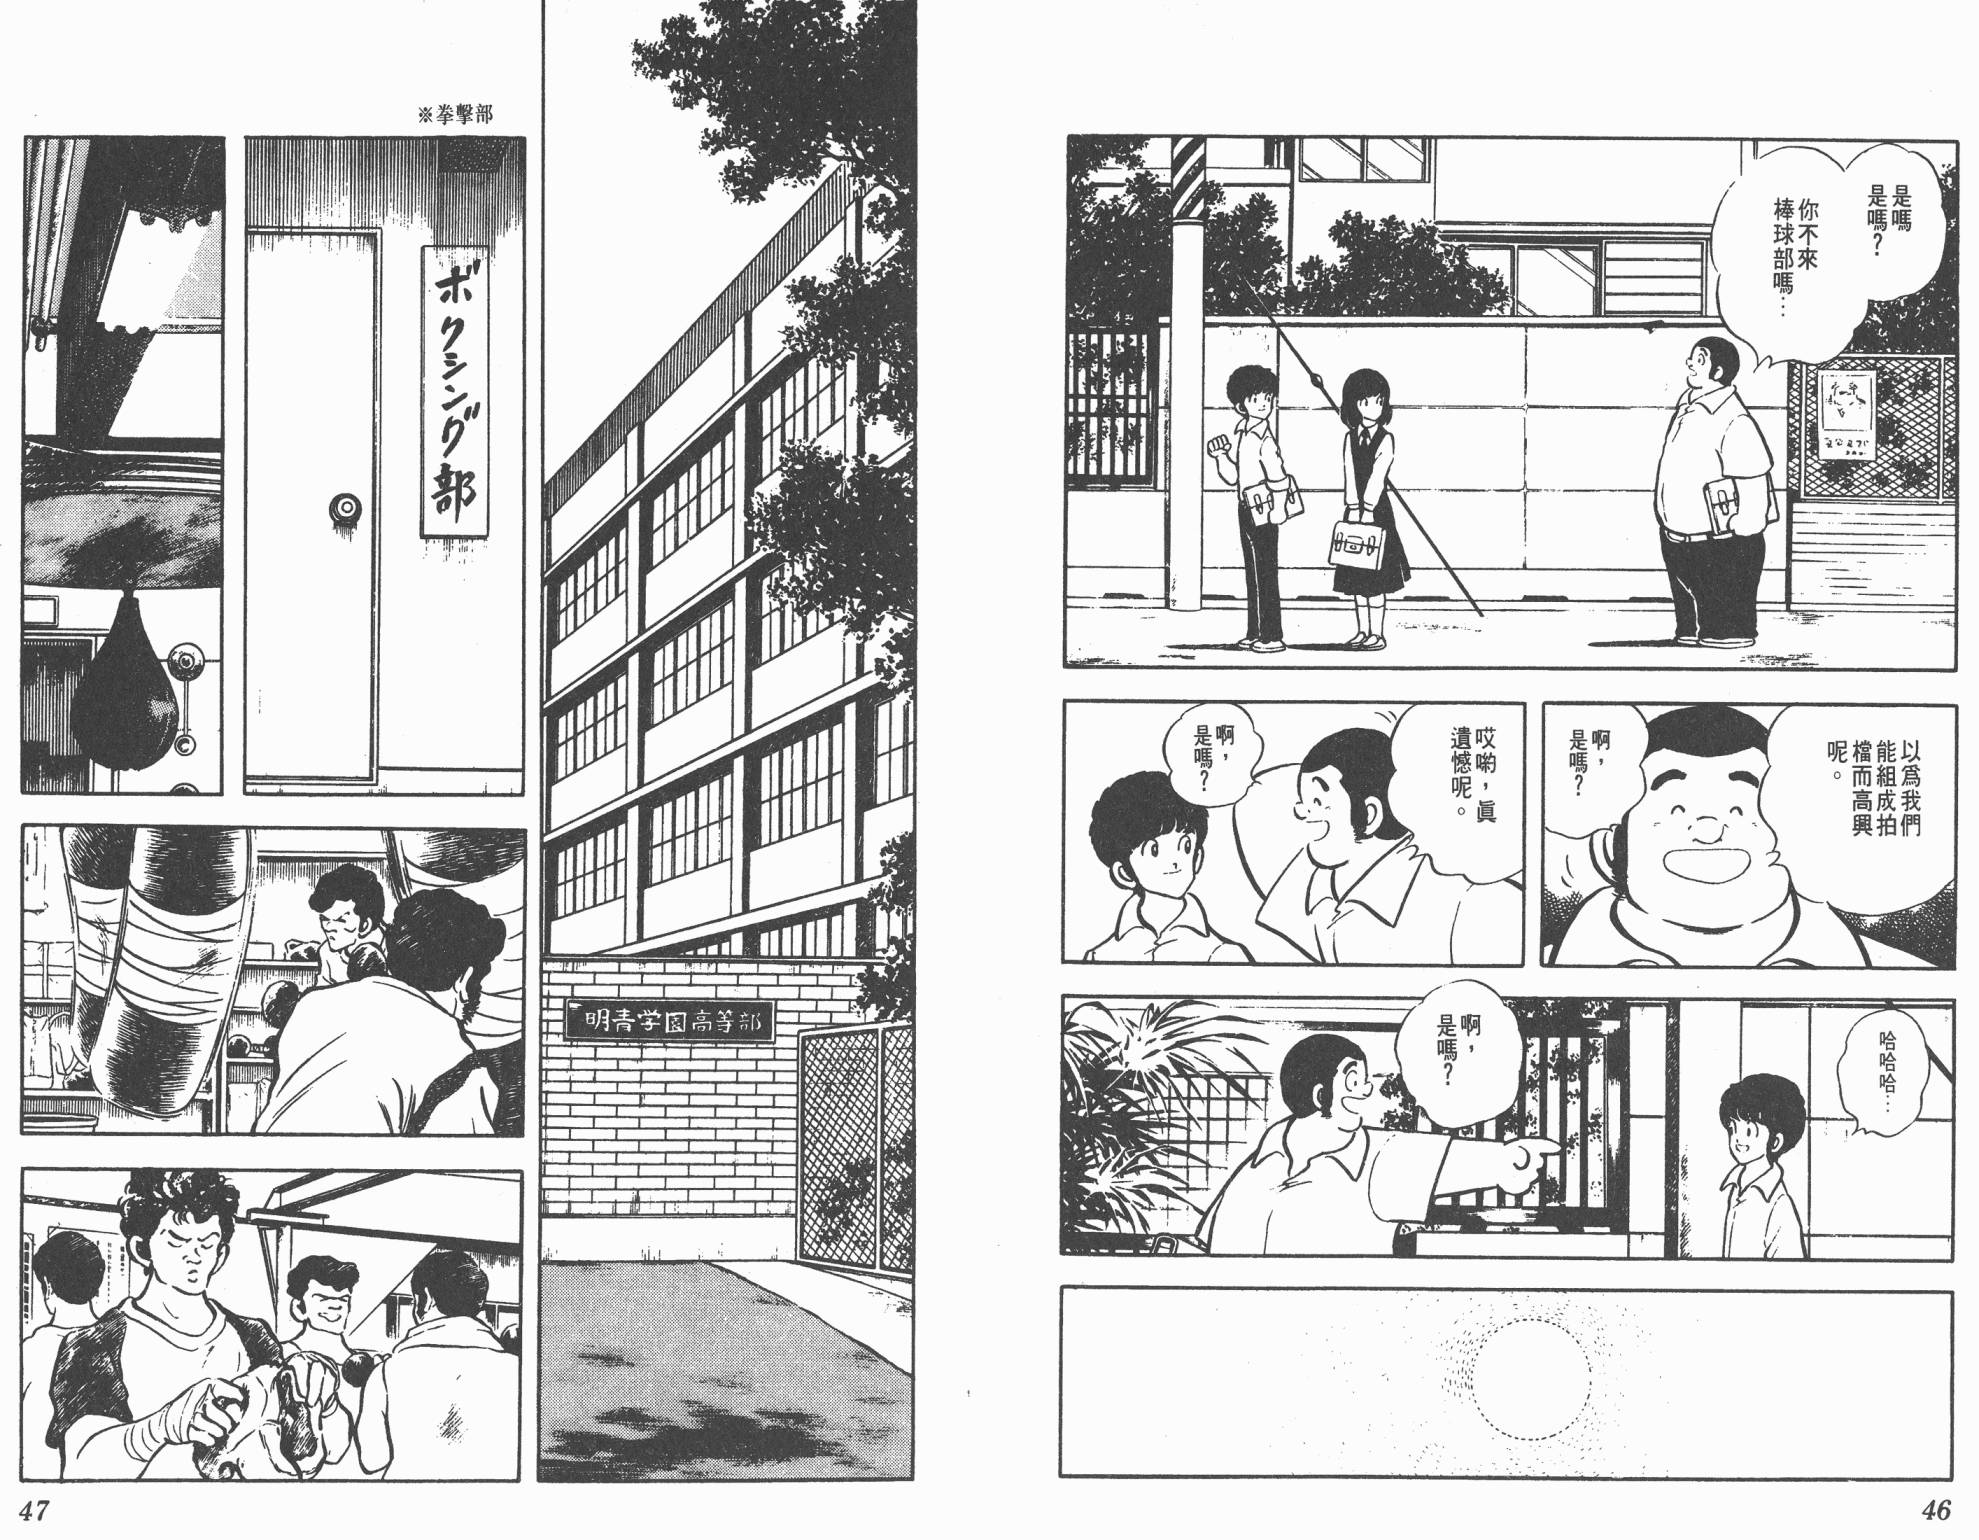 是嗎
是嗎？
你不來
棒球部嗎…
以爲我們
能組成拍
檔而高興
呢。
啊，
是嗎？
哎喲，眞
遺憾呢。
啊，
是嗎？
哈哈哈…
啊，
是嗎？
46
明青学園高等部
※拳擊部
ボクシング部
47